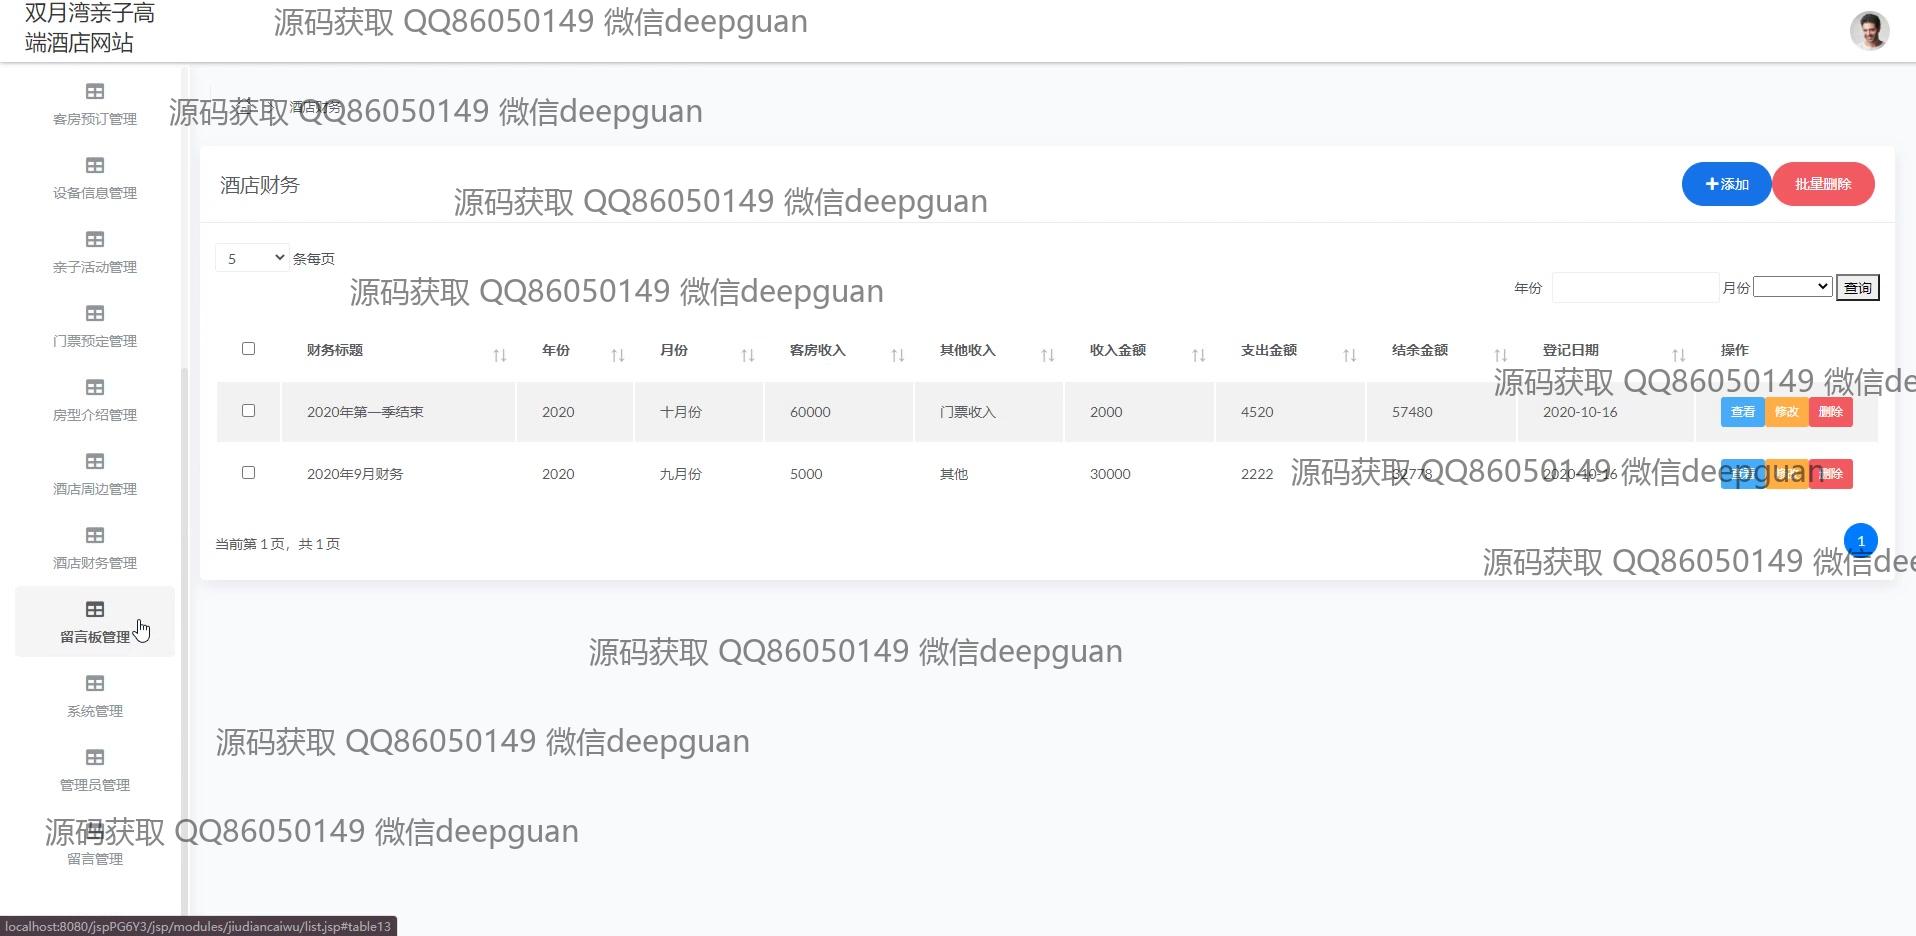 双月湾亲子高
端酒店网站
源码获取 QQ86050149 微信deepguan
客房预订管理
源码获取 QQ86050149 微信deepguan
酒店财务
设备信息管理
酒店财务
源码获取 QQ86050149 微信deepguan
+添加
批量删除
亲子活动管理
5 条每页
源码获取 QQ86050149 微信deepguan
年份 月份 查询
门票预定管理
财务标题 年份 月份 客房收入 其他收入 收入金额 支出金额 结余金额 登记日期 操作
源码获取 QQ86050149 微信de
房型介绍管理
2020年第一季结束 2020 十月份 60000 门票收入 2000 4520 57480 2020-10-16 查看 修改 删除
酒店周边管理
2020年9月财务 2020 九月份 5000 其他 30000 2222 32778 2020-10-16 查看 修改 删除
源码获取 QQ86050149 微信deepguan
当前第 1 页，共 1 页
1
酒店财务管理
源码获取 QQ86050149 微信dee
留言板管理
源码获取 QQ86050149 微信deepguan
系统管理
源码获取 QQ86050149 微信deepguan
管理员管理
源码获取 QQ86050149 微信deepguan
留言管理
localhost:8080/jspPG6Y3/jsp/modules/jiudiancaiwu/list.jsp#table13